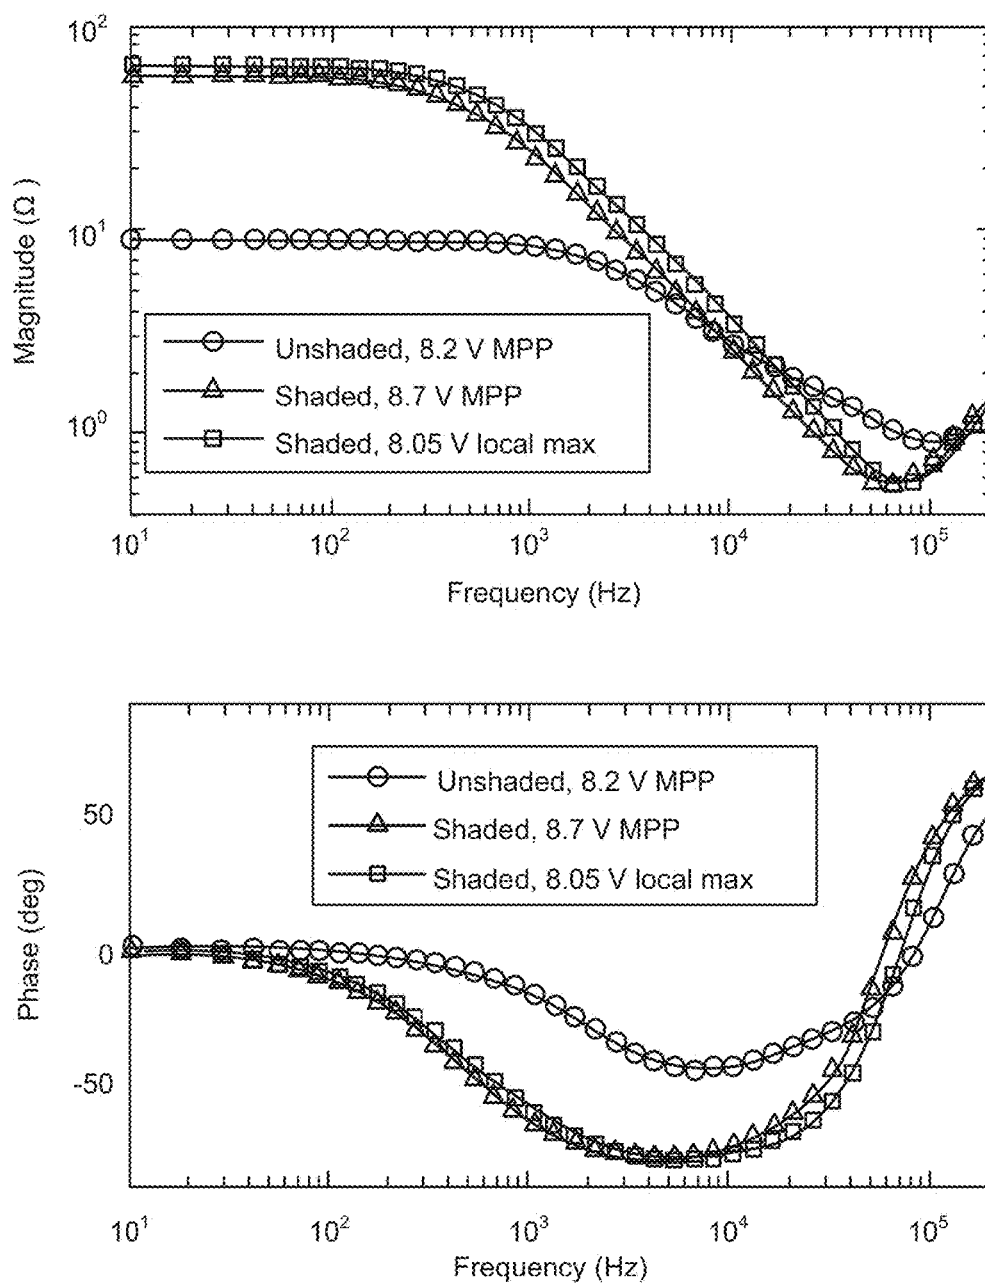 10²
Magnitude (Ω)
10¹
10⁰
Unshaded, 8.2 V MPP
Shaded, 8.7 V MPP
Shaded, 8.05 V local max
10¹ 10² 10³ 10⁴ 10⁵
Frequency (Hz)
Unshaded, 8.2 V MPP
Shaded, 8.7 V MPP
Shaded, 8.05 V local max
50
Phase (deg)
0
-50
10¹ 10² 10³ 10⁴ 10⁵
Frequency (Hz)